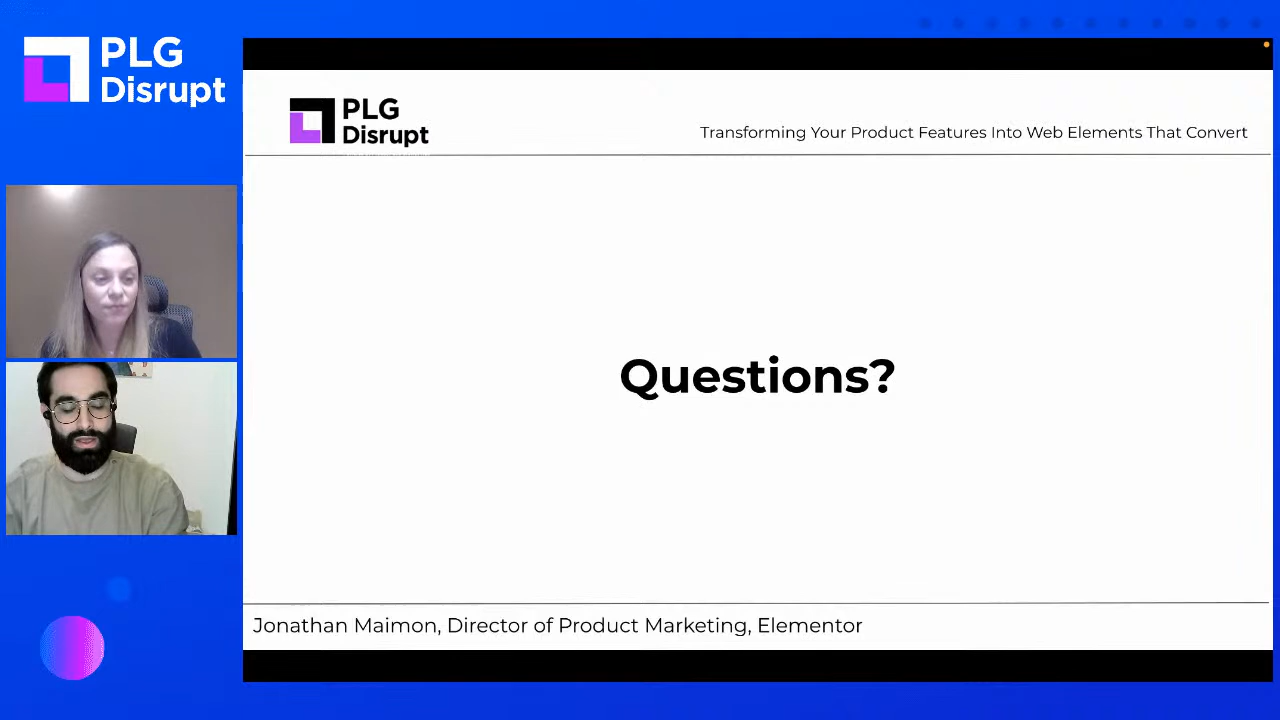 PLG
Disrupt
PLG
Disrupt
Transforming Your Product Features Into Web Elements That Convert
Questions?
Jonathan Maimon, Director of Product Marketing, Elementor